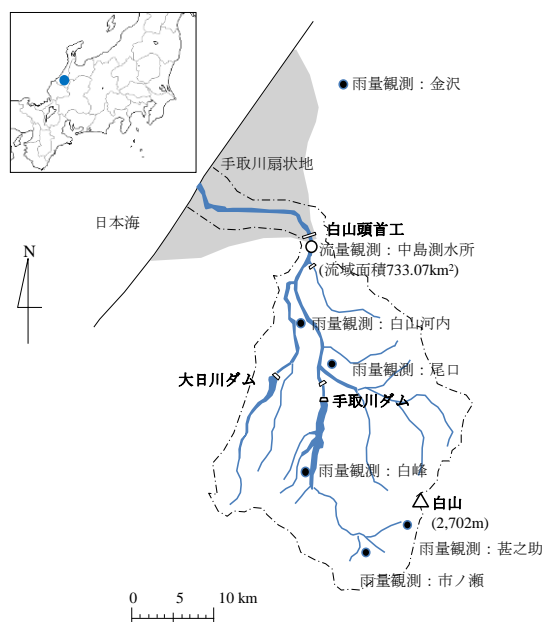 雨量観測：金沢
手取川扇状地
日本海
白山頭首工
流量観測：中島測水所
(流域面積733.07km²)
N
雨量観測：白山河内
雨量観測：尾口
大日川ダム
手取川ダム
雨量観測：白峰
白山
(2,702m)
雨量観測：甚之助
雨量観測：市ノ瀬
0 5 10 km